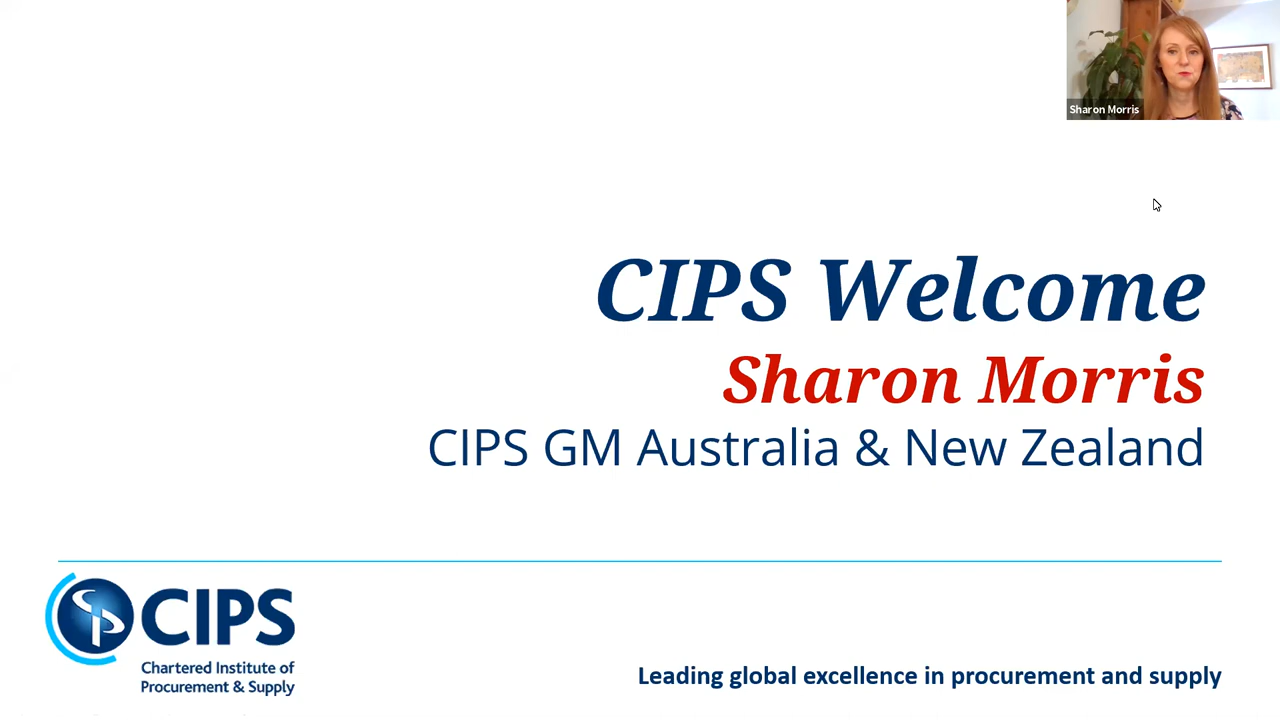 Sharon Morris
CIPS Welcome
Sharon Morris
CIPS GM Australia & New Zealand
CIPS
Chartered Institute of
Procurement & Supply
Leading global excellence in procurement and supply